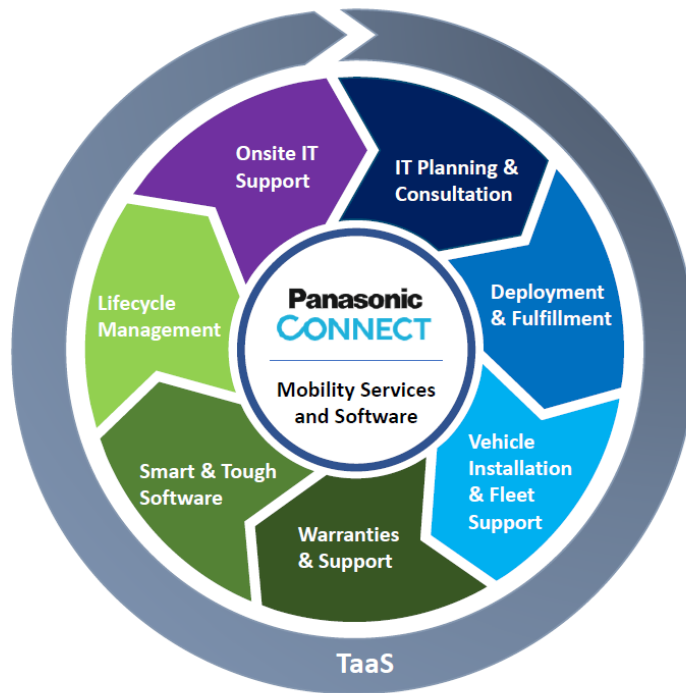 Onsite IT
Support
IT Planning &
Consultation
Deployment
& Fulfillment
Vehicle
Installation
& Fleet
Support
Warranties
& Support
Smart & Tough
Software
Lifecycle
Management
Panasonic
CONNECT
Mobility Services
and Software
TaaS